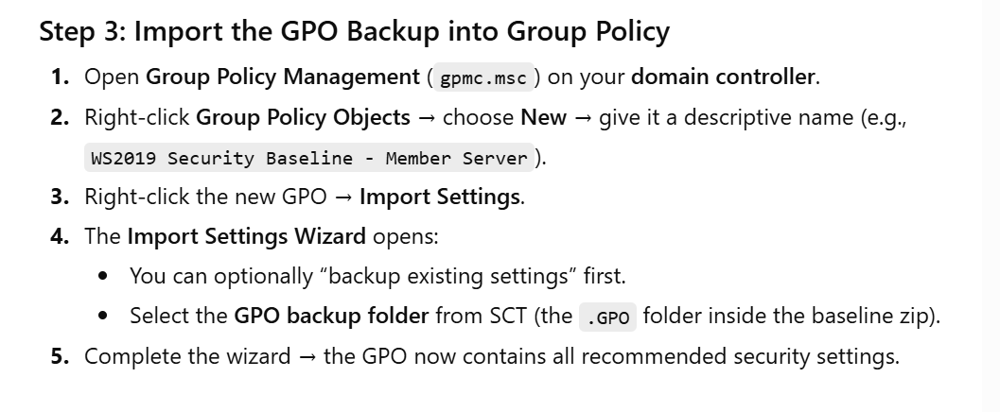 Step 3: Import the GPO Backup into Group Policy
1. Open Group Policy Management ( gpmc.msc ) on your domain controller.
2. Right-click Group Policy Objects → choose New → give it a descriptive name (e.g.,
WS2019 Security Baseline - Member Server ).
3. Right-click the new GPO → Import Settings.
4. The Import Settings Wizard opens:
• You can optionally “backup existing settings” first.
• Select the GPO backup folder from SCT (the .GPO folder inside the baseline zip).
5. Complete the wizard → the GPO now contains all recommended security settings.